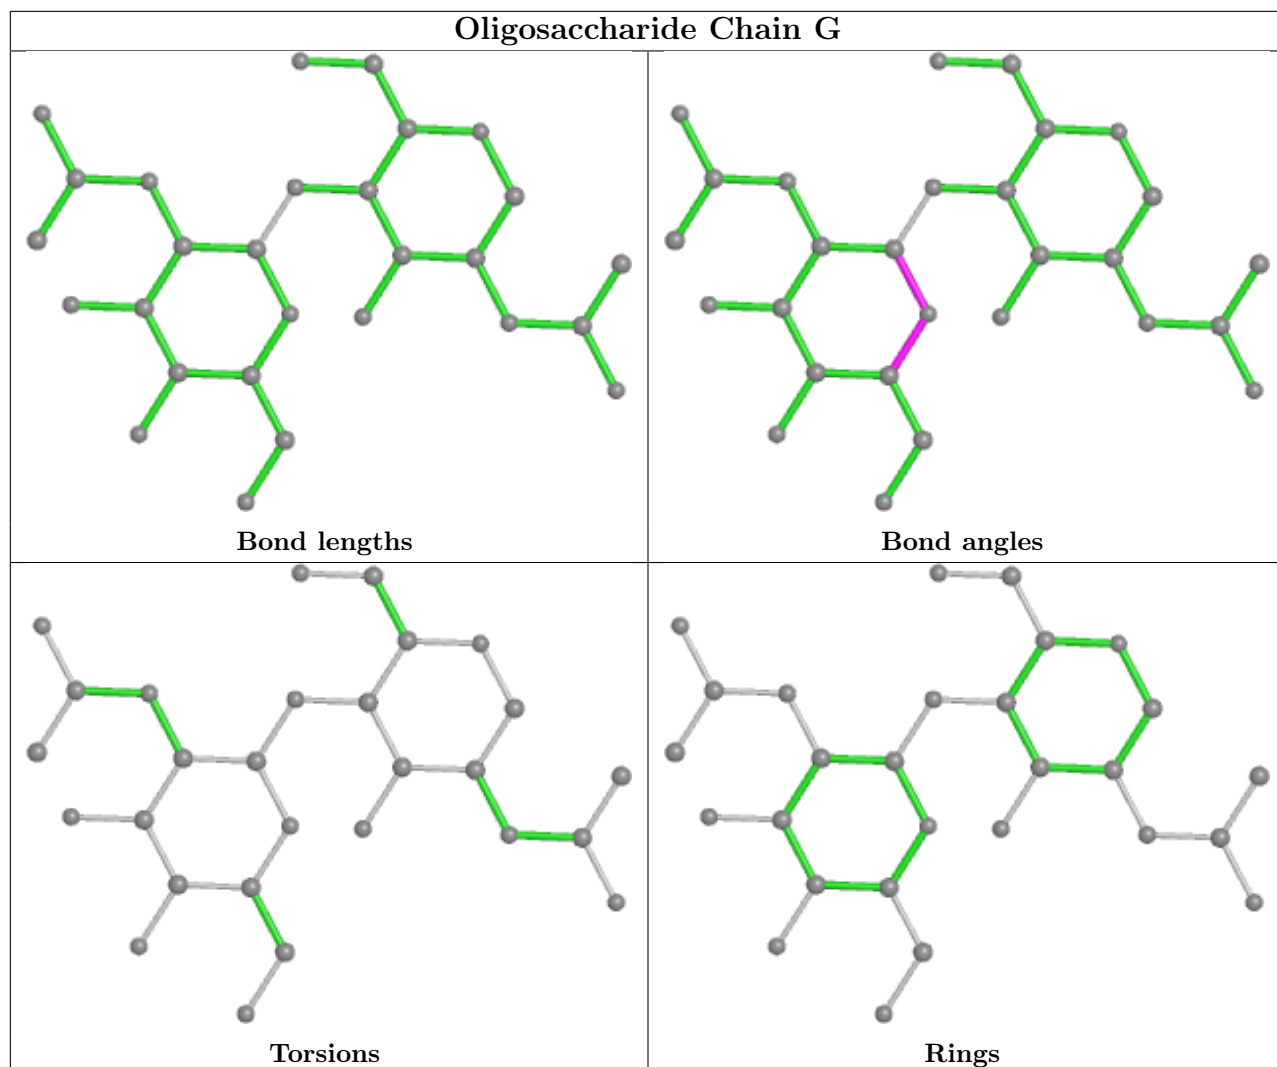 Oligosaccharide Chain G
Bond lengths
Bond angles
Torsions
Rings